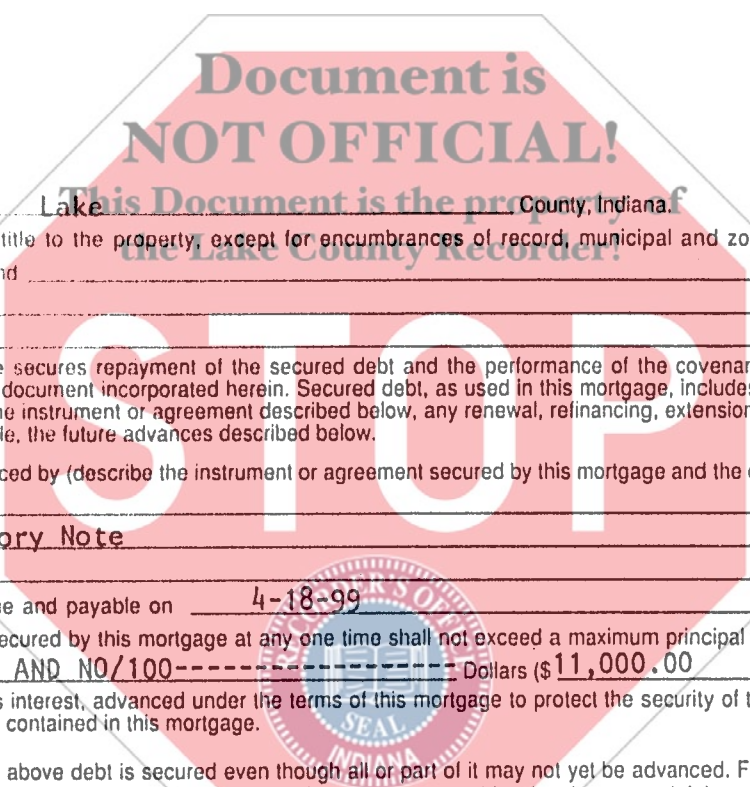 Document is
NOT OFFICIAL!
This Document is the property of
the Lake County Recorder!
Lake County, Indiana.
title to the property, except for encumbrances of record, municipal and zo
nd
STOP
e secures repayment of the secured debt and the performance of the covenan
document incorporated herein. Secured debt, as used in this mortgage, includes
he instrument or agreement described below, any renewal, refinancing, extension
le, the future advances described below.
ced by (describe the instrument or agreement secured by this mortgage and the
ory Note
e and payable on 4-18-99
ecured by this mortgage at any one time shall not exceed a maximum principal
AND NO/100-------------------- Dollars ($11,000.00
s interest, advanced under the terms of this mortgage to protect the security of t
contained in this mortgage.
above debt is secured even though all or part of it may not yet be advanced. F
RECORDER'S OFFICE
SEAL
INDIANA